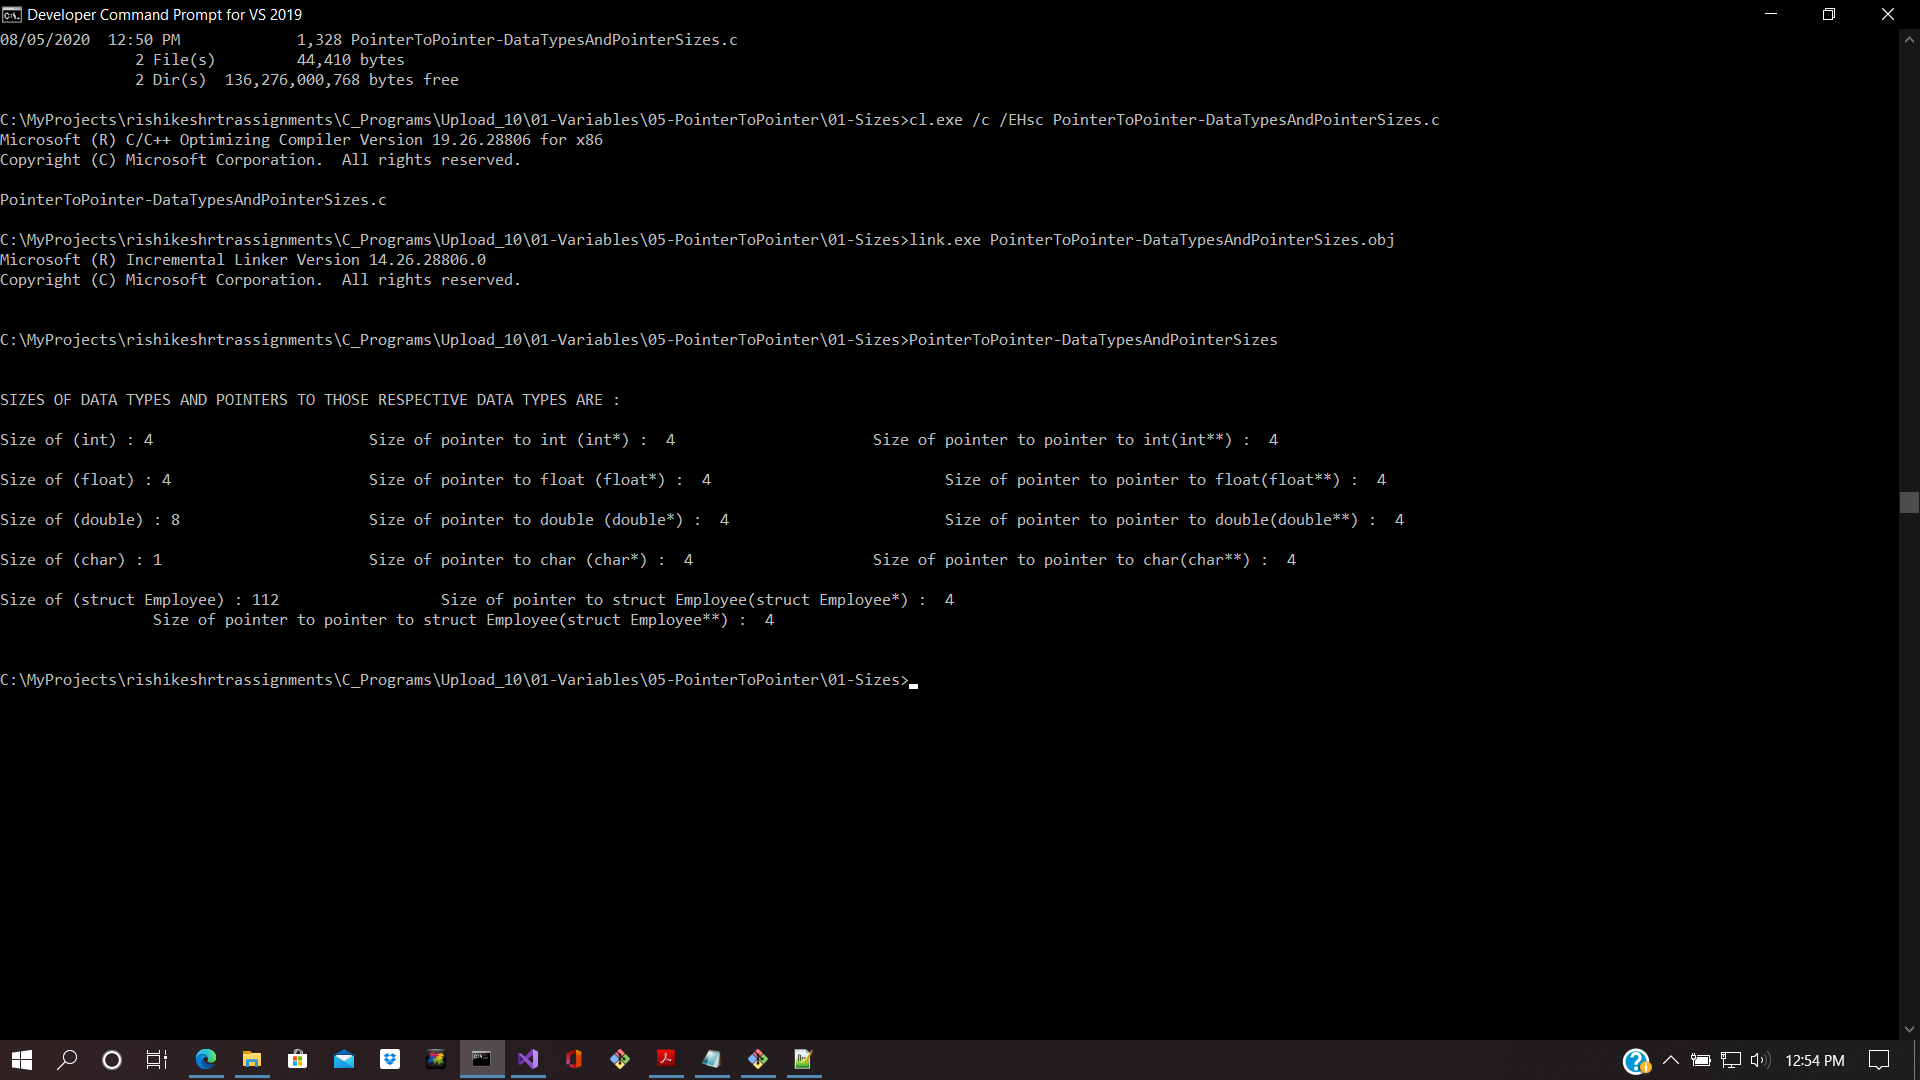 Developer Command Prompt for VS 2019
08/05/2020  12:50 PM             1,328 PointerToPointer-DataTypesAndPointerSizes.c
               2 File(s)         44,410 bytes
               2 Dir(s)  136,276,000,768 bytes free
C:\MyProjects\rishikeshrtrassignments\C_Programs\Upload_10\01-Variables\05-PointerToPointer\01-Sizes>cl.exe /c /EHsc PointerToPointer-DataTypesAndPointerSizes.c
Microsoft (R) C/C++ Optimizing Compiler Version 19.26.28806 for x86
Copyright (C) Microsoft Corporation.  All rights reserved.
PointerToPointer-DataTypesAndPointerSizes.c
C:\MyProjects\rishikeshrtrassignments\C_Programs\Upload_10\01-Variables\05-PointerToPointer\01-Sizes>link.exe PointerToPointer-DataTypesAndPointerSizes.obj
Microsoft (R) Incremental Linker Version 14.26.28806.0
Copyright (C) Microsoft Corporation.  All rights reserved.
C:\MyProjects\rishikeshrtrassignments\C_Programs\Upload_10\01-Variables\05-PointerToPointer\01-Sizes>PointerToPointer-DataTypesAndPointerSizes
SIZES OF DATA TYPES AND POINTERS TO THOSE RESPECTIVE DATA TYPES ARE :
Size of (int) : 4                        Size of pointer to int (int*) :  4                      Size of pointer to pointer to int(int**) :  4
Size of (float) : 4                      Size of pointer to float (float*) :  4                          Size of pointer to pointer to float(float**) :  4
Size of (double) : 8                     Size of pointer to double (double*) :  4                        Size of pointer to pointer to double(double**) :  4
Size of (char) : 1                       Size of pointer to char (char*) :  4                    Size of pointer to pointer to char(char**) :  4
Size of (struct Employee) : 112                  Size of pointer to struct Employee(struct Employee*) :  4
                 Size of pointer to pointer to struct Employee(struct Employee**) :  4
C:\MyProjects\rishikeshrtrassignments\C_Programs\Upload_10\01-Variables\05-PointerToPointer\01-Sizes>
12:54 PM